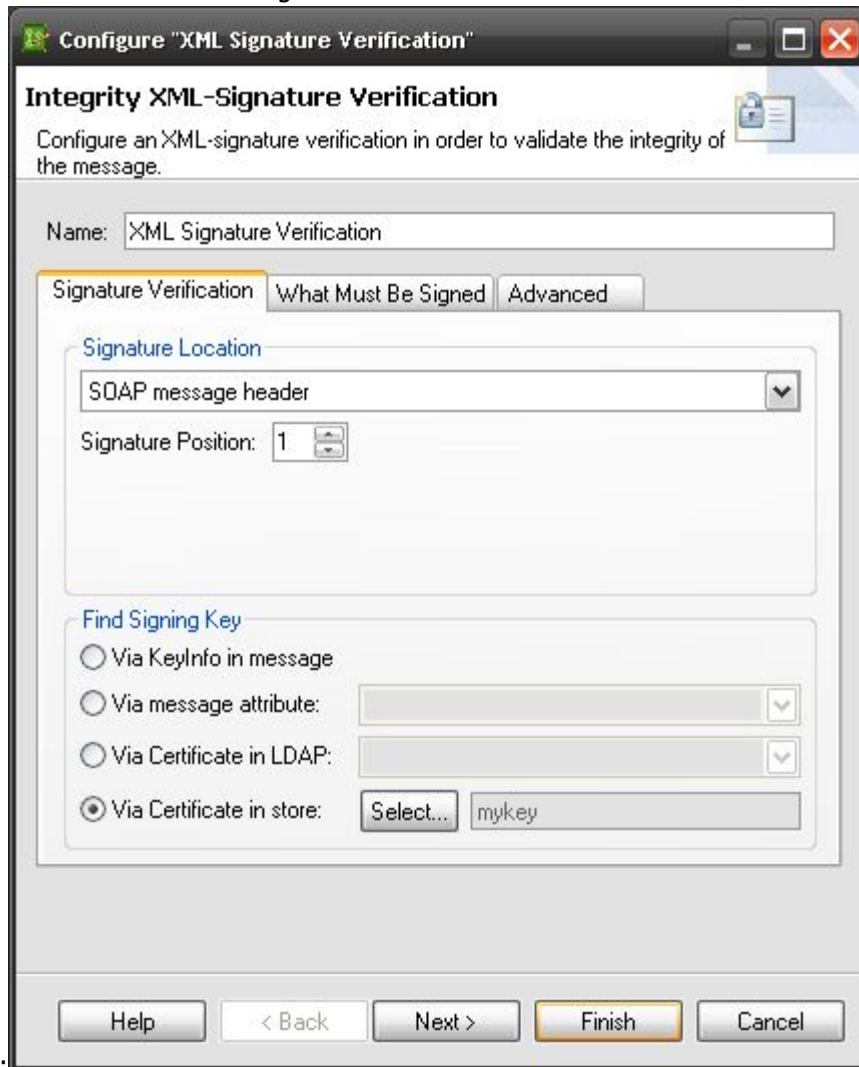 Configure "XML Signature Verification"
Integrity XML-Signature Verification
Configure an XML-signature verification in order to validate the integrity of
the message.
Name: XML Signature Verification
Signature Verification What Must Be Signed Advanced
Signature Location
SOAP message header
Signature Position: 1
Find Signing Key
Via KeyInfo in message
Via message attribute:
Via Certificate in LDAP:
Via Certificate in store: Select... mykey
Help < Back Next > Finish Cancel
.